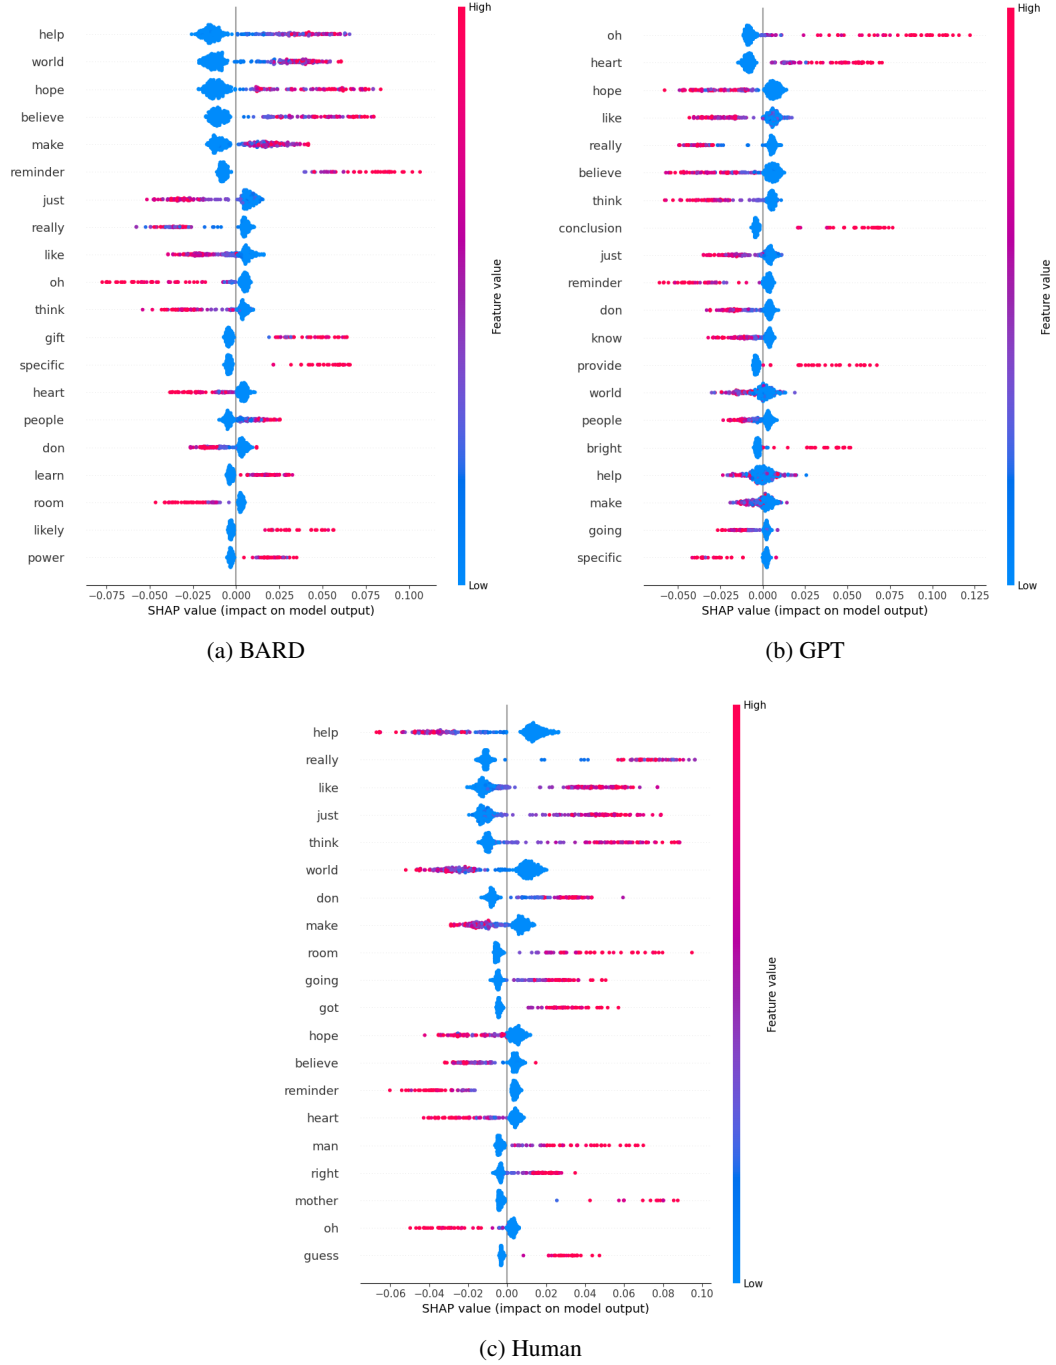 High
help
world
hope
believe
make
reminder
just
really
like
oh
think
gift
specific
heart
people
don
learn
room
likely
power
Feature value
Low
−0.075 −0.050 −0.025 0.000 0.025 0.050 0.075 0.100
SHAP value (impact on model output)
(a) BARD
High
oh
heart
hope
like
really
believe
think
conclusion
just
reminder
don
know
provide
world
people
bright
help
make
going
specific
Feature value
Low
−0.050 −0.025 0.000 0.025 0.050 0.075 0.100 0.125
SHAP value (impact on model output)
(b) GPT
High
help
really
like
just
think
world
don
make
room
going
got
hope
believe
reminder
heart
man
right
mother
oh
guess
Feature value
Low
−0.06 −0.04 −0.02 0.00 0.02 0.04 0.06 0.08 0.10
SHAP value (impact on model output)
(c) Human